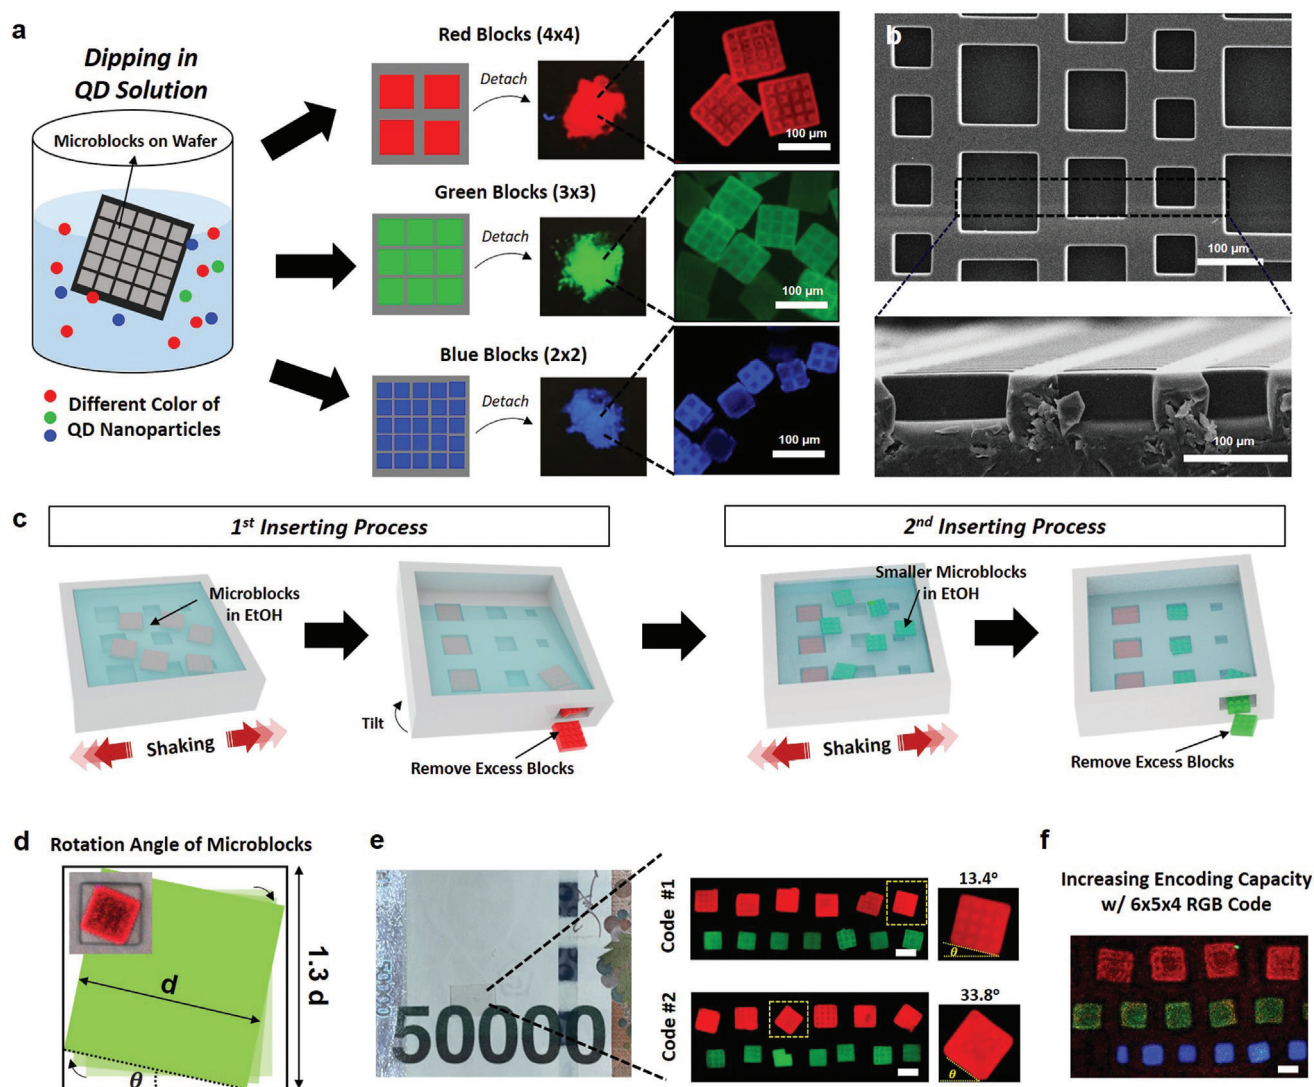 a
Dipping in
QD Solution
Microblocks on Wafer
Different Color of
QD Nanoparticles
Red Blocks (4x4)
Detach
100 μm
Green Blocks (3x3)
Detach
100 μm
Blue Blocks (2x2)
Detach
100 μm
b
100 μm
100 μm
c
1st Inserting Process
2nd Inserting Process
Microblocks
in EtOH
Shaking
Tilt
Remove Excess Blocks
Smaller Microblocks
in EtOH
Shaking
Remove Excess Blocks
d
Rotation Angle of Microblocks
d
1.3 d
θ
e
50000
50000
Code #1
13.4°
θ
Code #2
33.8°
θ
f
Increasing Encoding Capacity
w/ 6x5x4 RGB Code